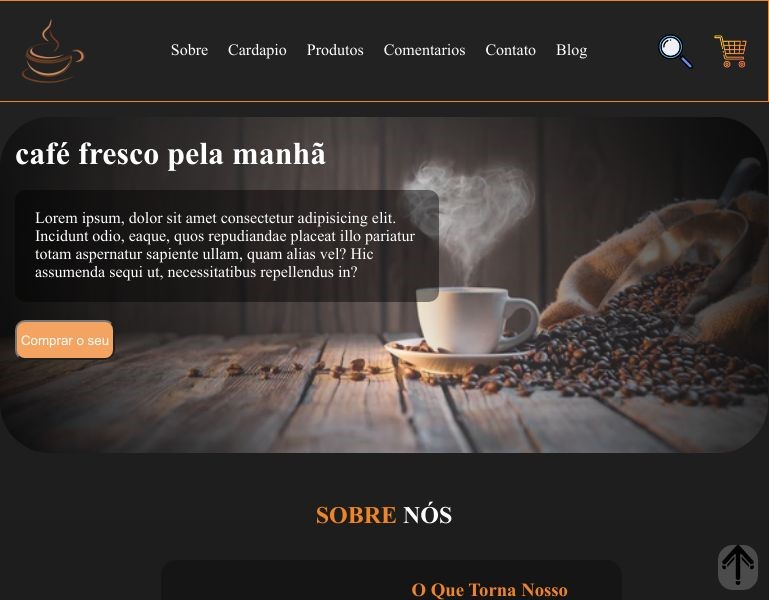 Sobre Cardapio Produtos Comentarios Contato Blog
café fresco pela manhã
Lorem ipsum, dolor sit amet consectetur adipisicing elit.
Incidunt odio, eaque, quos repudiandae placeat illo pariatur
totam aspernatur sapiente ullam, quam alias vel? Hic
assumenda sequi ut, necessitatibus repellendus in?
Comprar o seu
SOBRE NÓS
O Que Torna Nosso